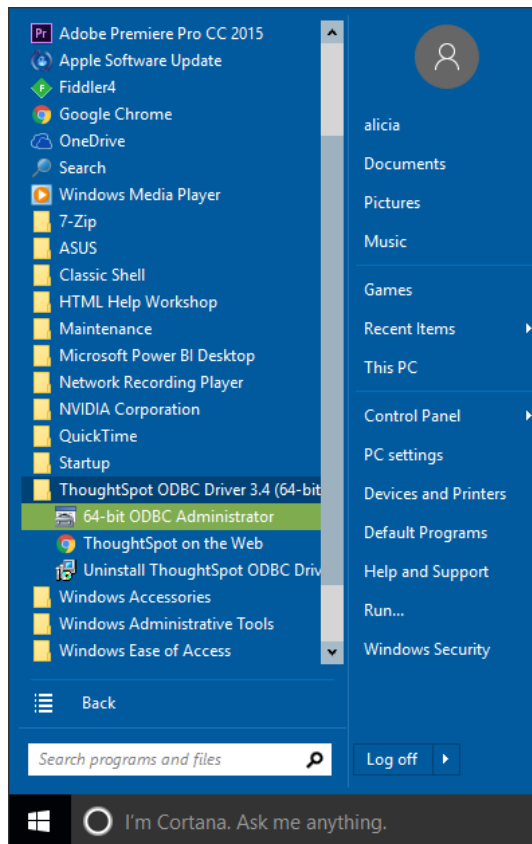 Pr Adobe Premiere Pro CC 2015
Apple Software Update
F Fiddler4
Google Chrome
OneDrive
Search
Windows Media Player
7-Zip
ASUS
Classic Shell
HTML Help Workshop
Maintenance
Microsoft Power BI Desktop
Network Recording Player
NVIDIA Corporation
QuickTime
Startup
ThoughtSpot ODBC Driver 3.4 (64-bit
64-bit ODBC Administrator
ThoughtSpot on the Web
Uninstall ThoughtSpot ODBC Driv
Windows Accessories
Windows Administrative Tools
Windows Ease of Access
Back
Search programs and files
alicia
Documents
Pictures
Music
Games
Recent Items
This PC
Control Panel
PC settings
Devices and Printers
Default Programs
Help and Support
Run...
Windows Security
Log off
I'm Cortana. Ask me anything.